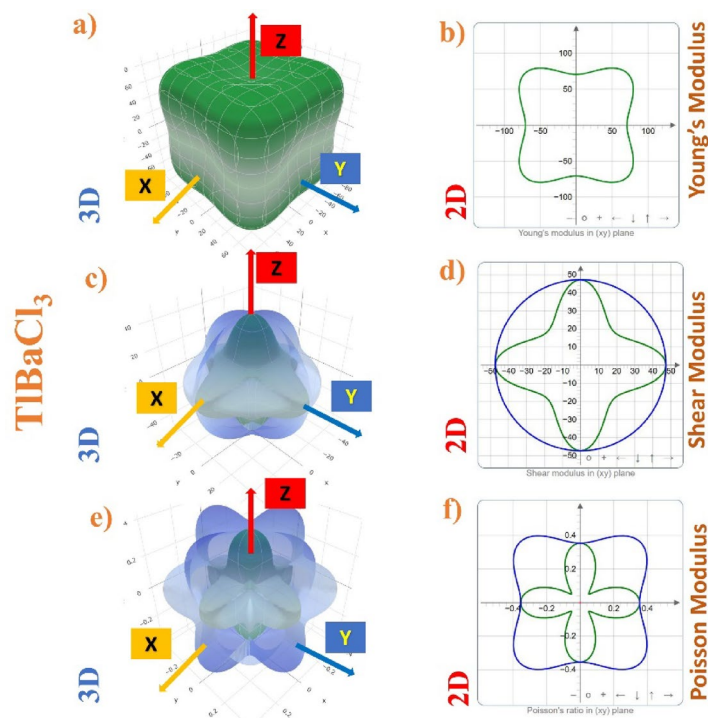 TlBaCl3
a)
Z
X
Y
3D
b)
100
50
-100
-50
50
100
-50
-100
2D
Young's modulus in (xy) plane
Young's Modulus
c)
Z
X
Y
3D
d)
50
40
30
20
10
-50
-40
-30
-20
-10
10
20
30
40
50
-10
-20
-30
-40
-50
2D
Shear modulus in (xy) plane
Shear Modulus
e)
Z
X
Y
3D
f)
0.4
0.2
-0.4
-0.2
0.2
0.4
-0.2
-0.4
2D
Poisson's ratio in (xy) plane
Poisson Modulus